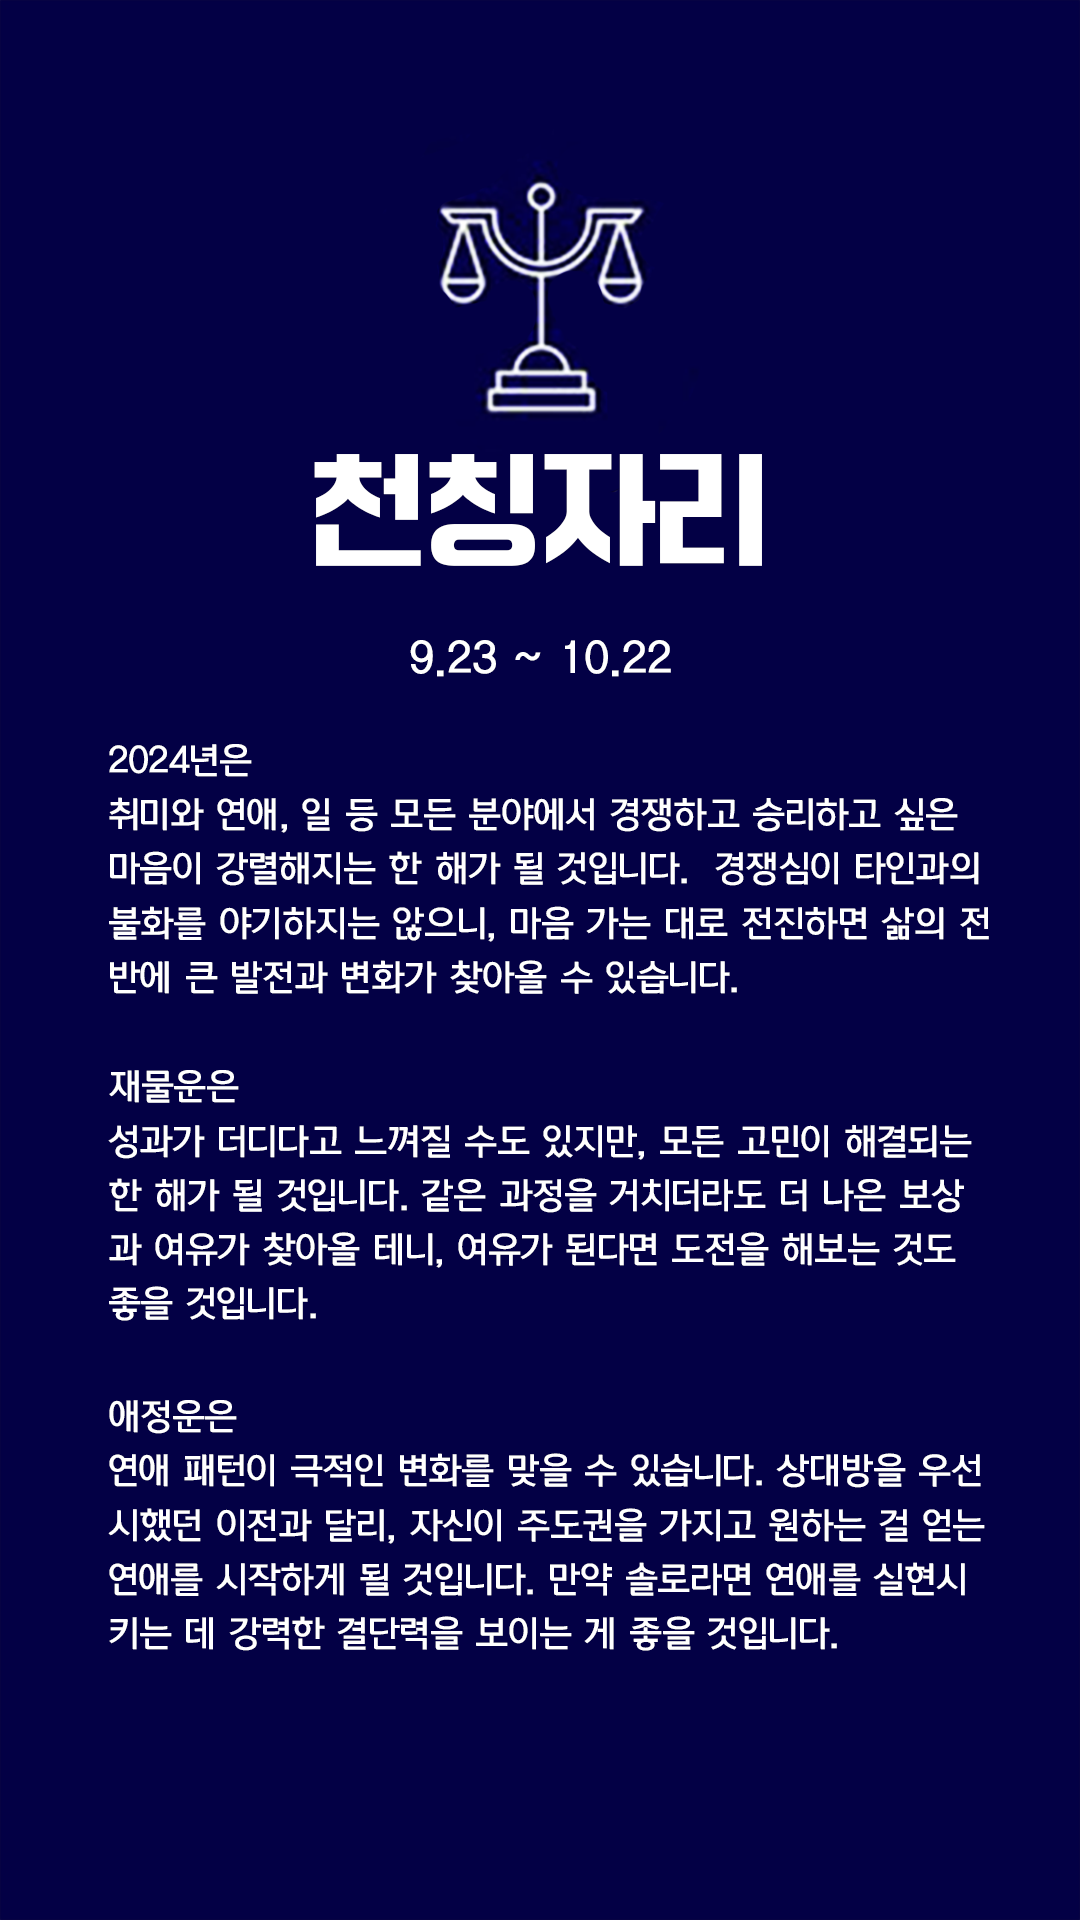 천칭자리
9.23 ~ 10.22
2024년은
취미와 연애, 일 등 모든 분야에서 경쟁하고 승리하고 싶은
마음이 강렬해지는 한 해가 될 것입니다.  경쟁심이 타인과의
불화를 야기하지는 않으니, 마음 가는 대로 전진하면 삶의 전
반에 큰 발전과 변화가 찾아올 수 있습니다.
재물운은
성과가 더디다고 느껴질 수도 있지만, 모든 고민이 해결되는
한 해가 될 것입니다. 같은 과정을 거치더라도 더 나은 보상
과 여유가 찾아올 테니, 여유가 된다면 도전을 해보는 것도
좋을 것입니다.
애정운은
연애 패턴이 극적인 변화를 맞을 수 있습니다. 상대방을 우선
시했던 이전과 달리, 자신이 주도권을 가지고 원하는 걸 얻는
연애를 시작하게 될 것입니다. 만약 솔로라면 연애를 실현시
키는 데 강력한 결단력을 보이는 게 좋을 것입니다.